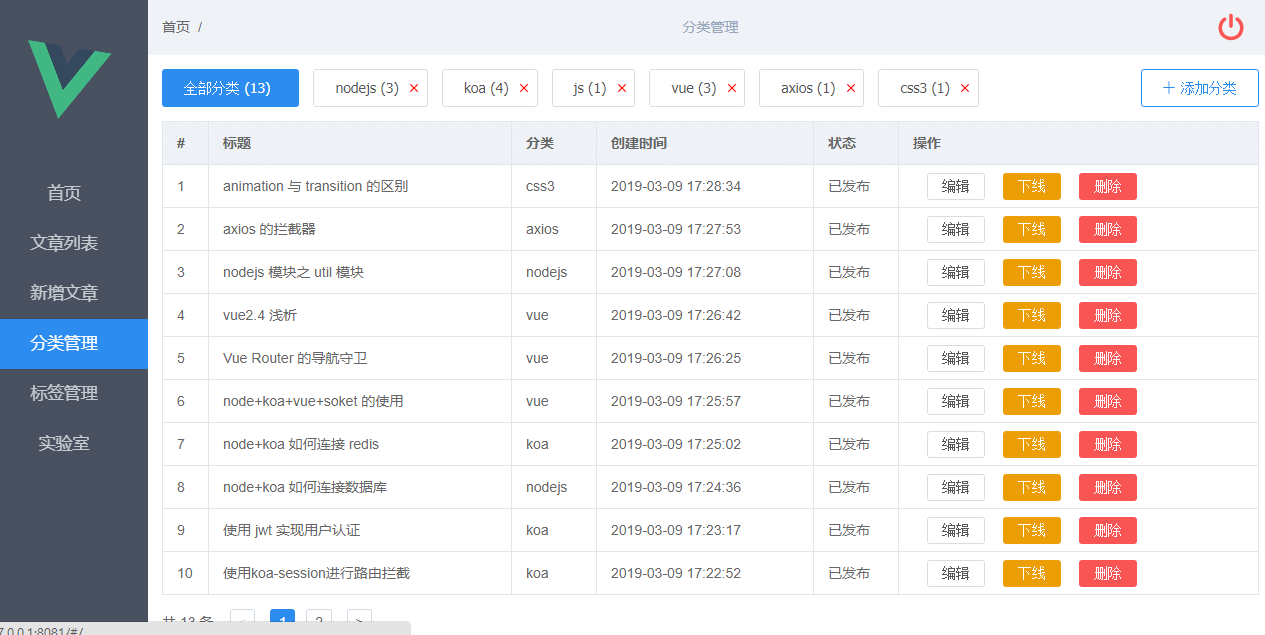 首页 /
分类管理
首页
文章列表
新增文章
分类管理
标签管理
实验室
全部分类 (13) nodejs (3) × koa (4) × js (1) × vue (3) × axios (1) × css3 (1) × + 添加分类
# 标题 分类 创建时间 状态 操作
1 animation 与 transition 的区别 css3 2019-03-09 17:28:34 已发布 编辑 下线 删除
2 axios 的拦截器 axios 2019-03-09 17:27:53 已发布 编辑 下线 删除
3 nodejs 模块之 util 模块 nodejs 2019-03-09 17:27:08 已发布 编辑 下线 删除
4 vue2.4 浅析 vue 2019-03-09 17:26:42 已发布 编辑 下线 删除
5 Vue Router 的导航守卫 vue 2019-03-09 17:26:25 已发布 编辑 下线 删除
6 node+koa+vue+soket 的使用 vue 2019-03-09 17:25:57 已发布 编辑 下线 删除
7 node+koa 如何连接 redis koa 2019-03-09 17:25:02 已发布 编辑 下线 删除
8 node+koa 如何连接数据库 nodejs 2019-03-09 17:24:36 已发布 编辑 下线 删除
9 使用 jwt 实现用户认证 koa 2019-03-09 17:23:17 已发布 编辑 下线 删除
10 使用koa-session进行路由拦截 koa 2019-03-09 17:22:52 已发布 编辑 下线 删除
共 13 条 < 1 2 >
7.0.0.1:8081/#/